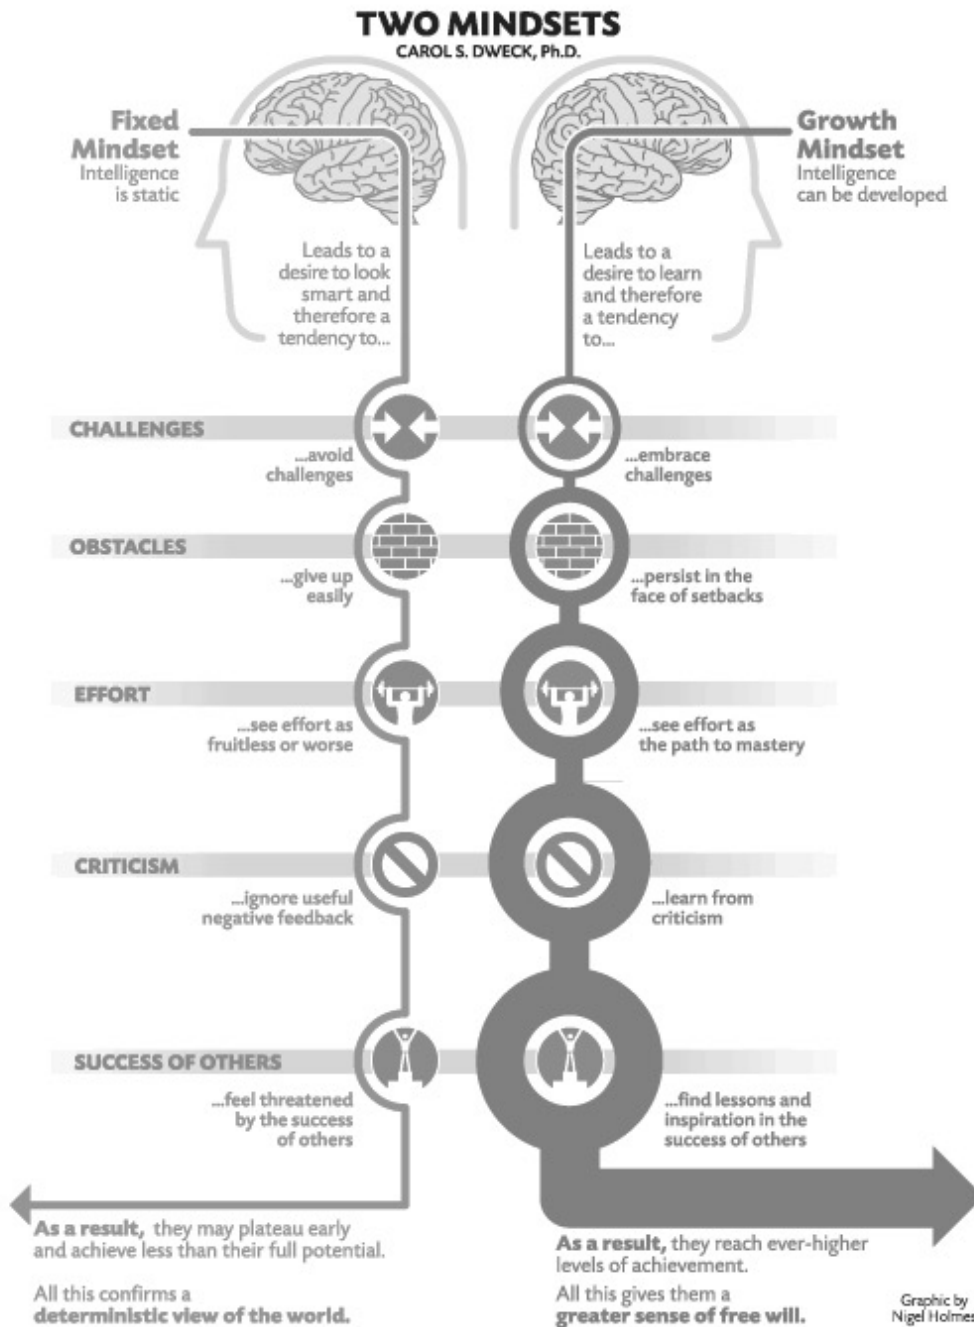 TWO MINDSETS
CAROL S. DWECK, Ph.D.
Fixed
Mindset
Intelligence
is static
Growth
Mindset
Intelligence
can be developed
Leads to a
desire to look
smart and
therefore a
tendency to...
Leads to a
desire to learn
and therefore
a tendency
to...
CHALLENGES
...avoid
challenges
...embrace
challenges
OBSTACLES
...give up
easily
...persist in the
face of setbacks
EFFORT
...see effort as
fruitless or worse
...see effort as
the path to mastery
CRITICISM
...ignore useful
negative feedback
...learn from
criticism
SUCCESS OF OTHERS
...feel threatened
by the success
of others
...find lessons and
inspiration in the
success of others
As a result, they may plateau early
and achieve less than their full potential.
All this confirms a
deterministic view of the world.
As a result, they reach ever-higher
levels of achievement.
All this gives them a
greater sense of free will.
Graphic by
Nigel Holmes